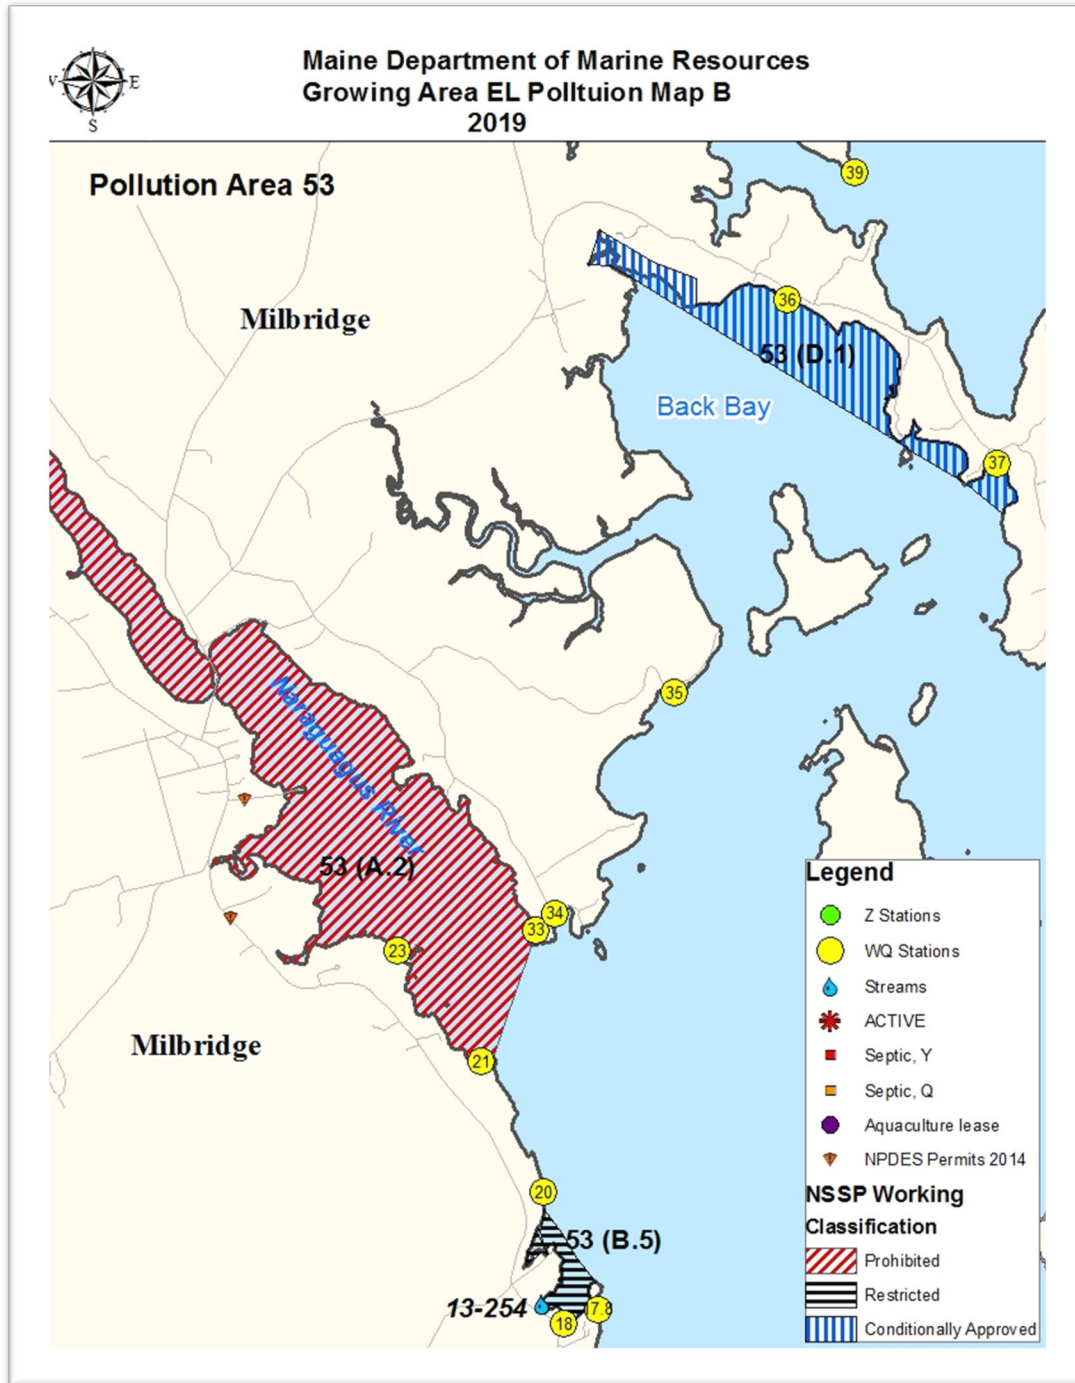 Maine Department of Marine Resources
Growing Area EL Polltuion Map B
2019
V E
S
Pollution Area 53
39
Milbridge
36
53 (D.1)
Back Bay
37
35
Naraguagus River
53 (A.2)
34
33
23
Milbridge
21
20
53 (B.5)
13-254
18
17.8
Legend
Z Stations
WQ Stations
Streams
ACTIVE
Septic, Y
Septic, Q
Aquaculture lease
NPDES Permits 2014
NSSP Working
Classification
Prohibited
Restricted
Conditionally Approved